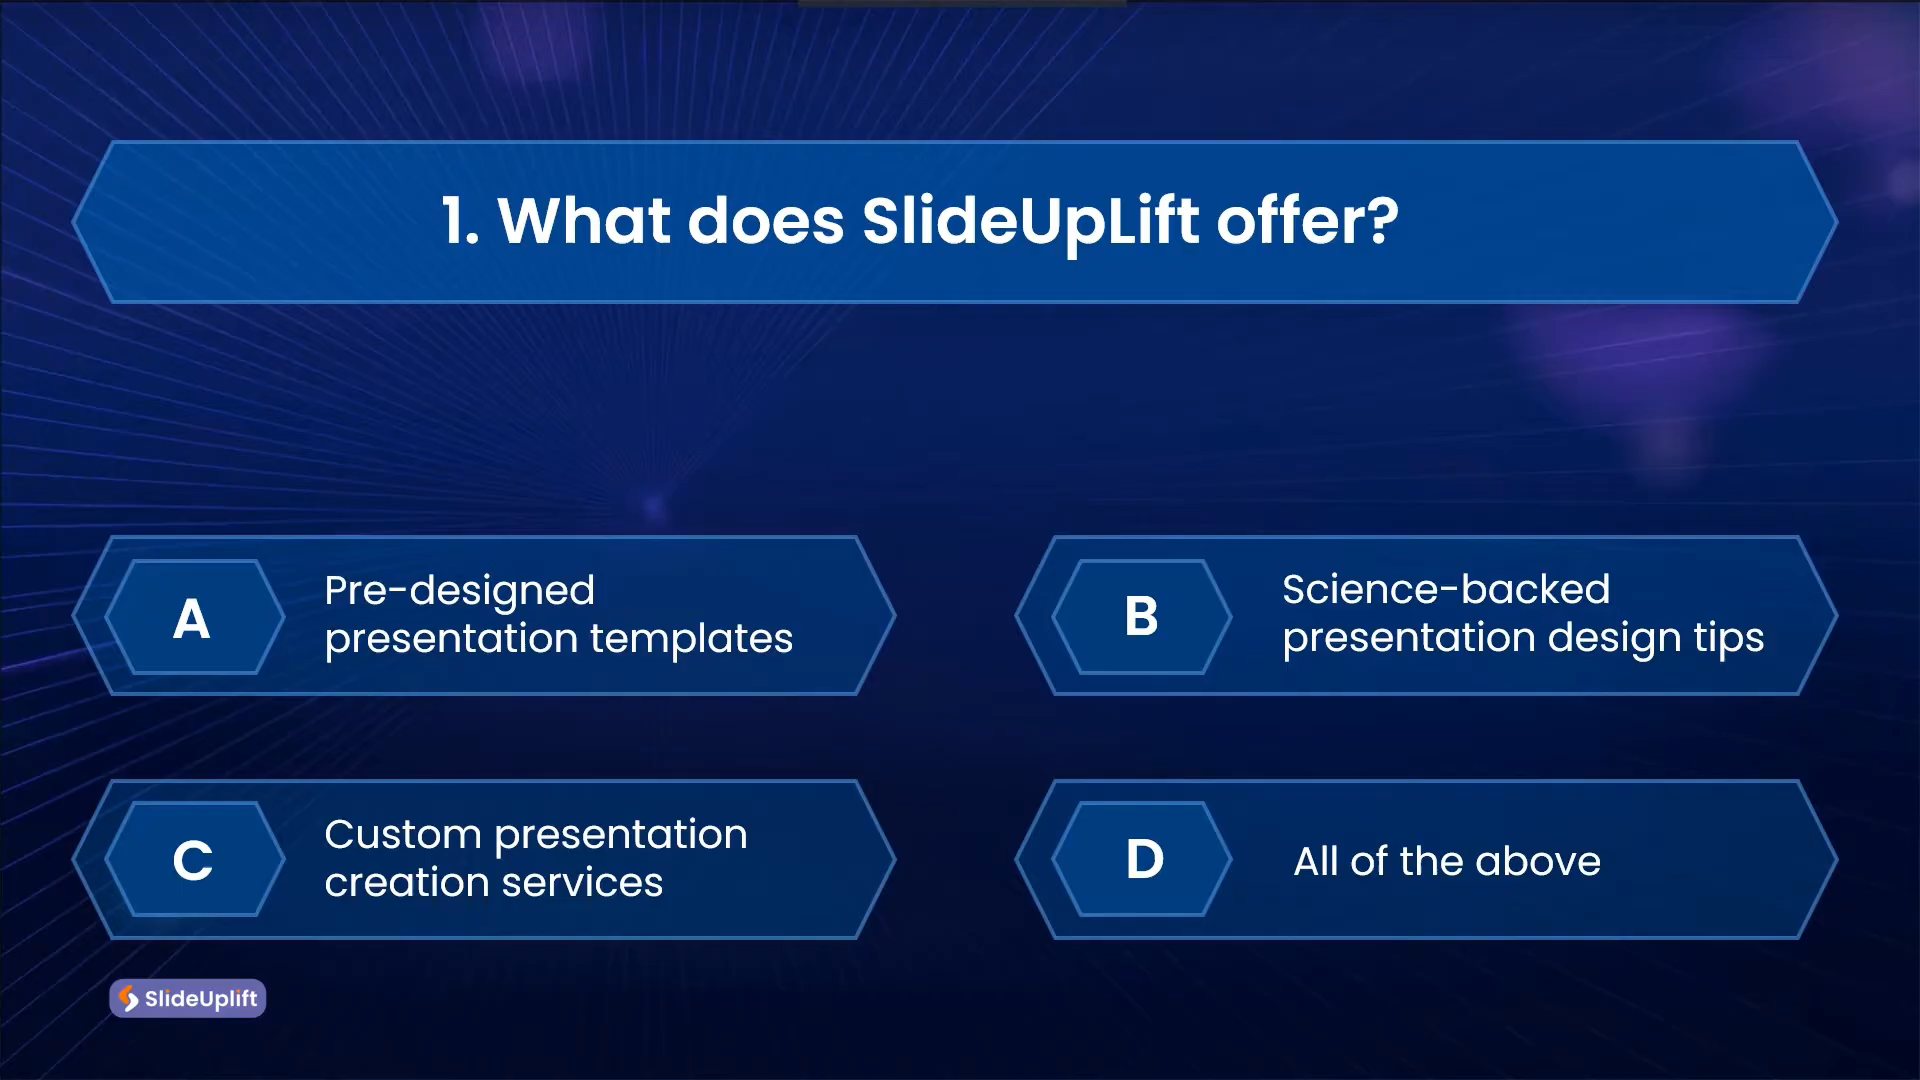 1. What does SlideUpLift offer?
A
Pre-designed
presentation templates
B
Science-backed
presentation design tips
C
Custom presentation
creation services
D
All of the above
SlideUplift